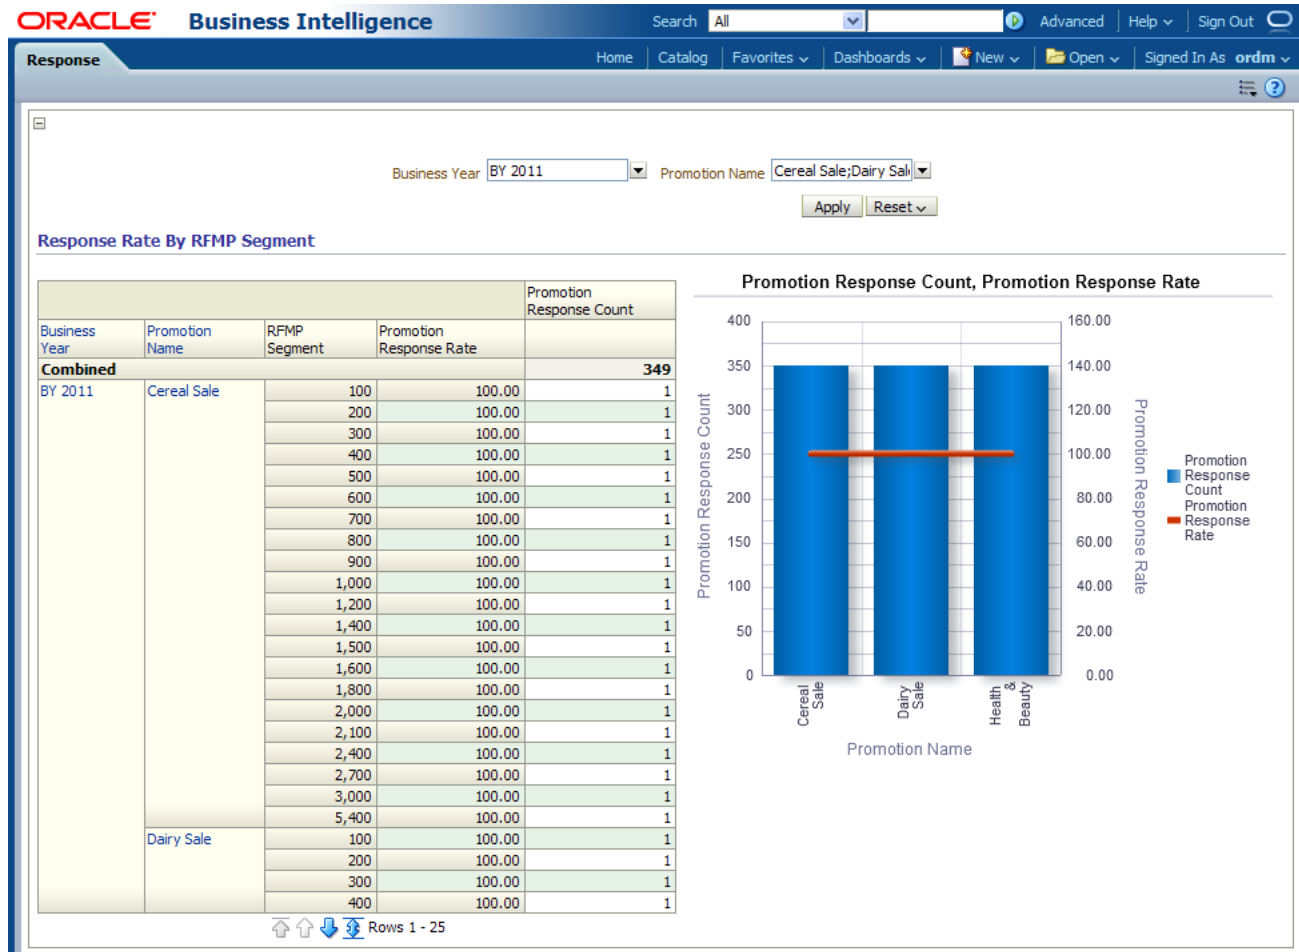 ORACLE Business Intelligence Search All Advanced Help Sign Out
Response Home Catalog Favorites Dashboards New Open Signed In As ordm
Business Year BY 2011 Promotion Name Cereal Sale;Dairy Sal
Apply Reset
Response Rate By RFMP Segment
Promotion
Response Count
Business
Year
Promotion
Name
RFMP
Segment
Promotion
Response Rate
Combined 349
BY 2011 Cereal Sale 100 100.00 1
200 100.00 1
300 100.00 1
400 100.00 1
500 100.00 1
600 100.00 1
700 100.00 1
800 100.00 1
900 100.00 1
1,000 100.00 1
1,200 100.00 1
1,400 100.00 1
1,500 100.00 1
1,600 100.00 1
1,800 100.00 1
2,000 100.00 1
2,100 100.00 1
2,400 100.00 1
2,700 100.00 1
3,000 100.00 1
5,400 100.00 1
Dairy Sale 100 100.00 1
200 100.00 1
300 100.00 1
400 100.00 1
Rows 1 - 25
Promotion Response Count, Promotion Response Rate
Promotion Response Count
400
350
300
250
200
150
100
50
0
160.00
140.00
120.00
100.00
80.00
60.00
40.00
20.00
0.00
Promotion Response Rate
Cereal
Sale
Dairy
Sale
Health
&
Beauty
Promotion Name
Promotion
Response
Count
Promotion
Response
Rate